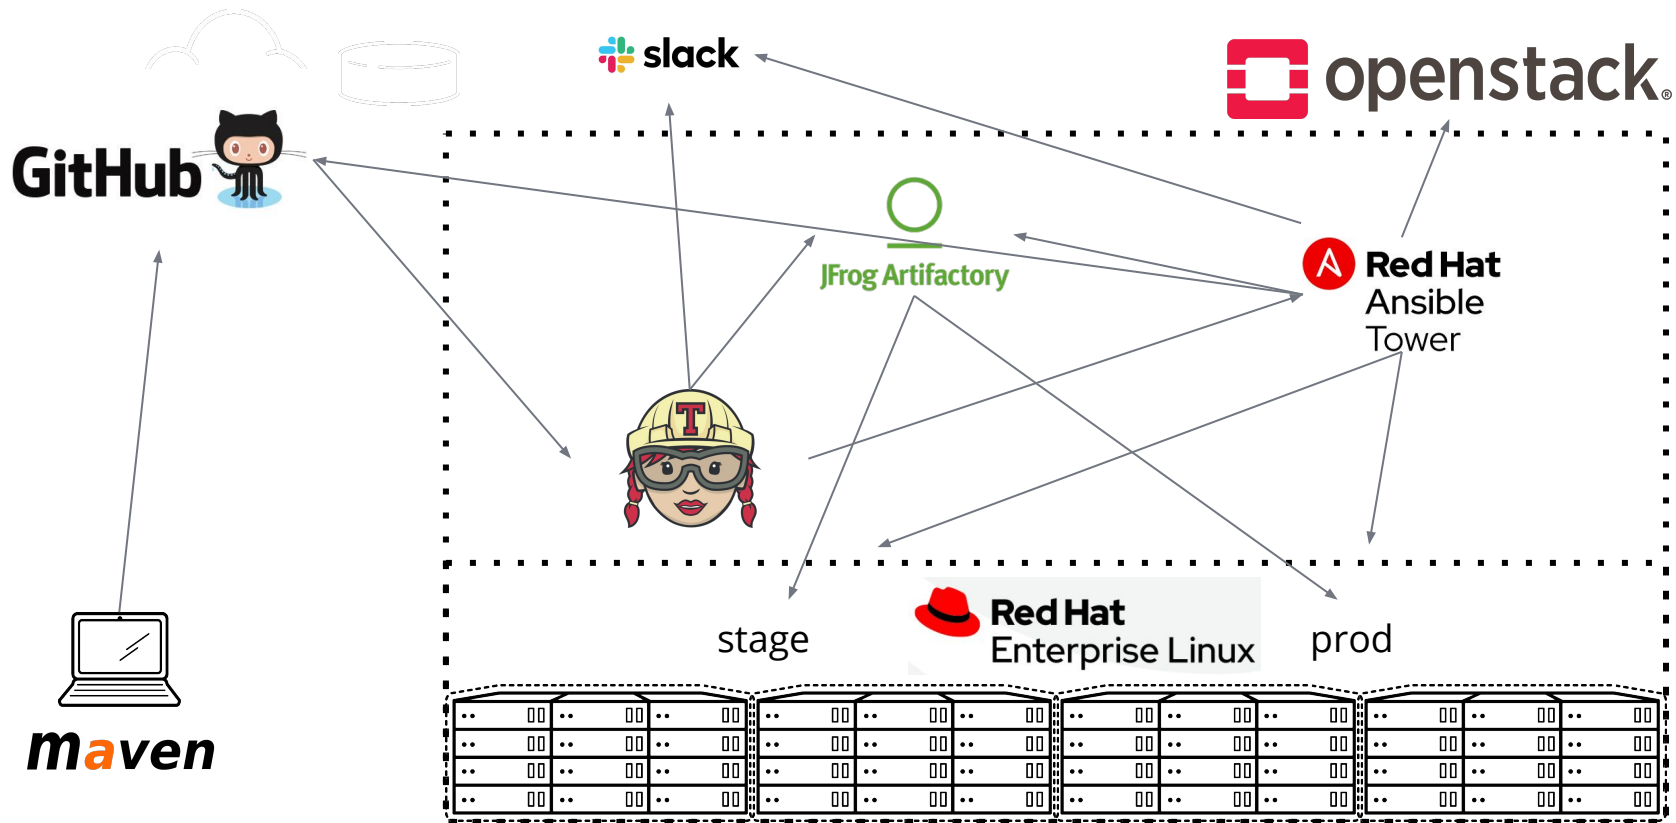 slack
openstack®
GitHub
JFrog Artifactory
Red Hat
Ansible
Tower
T
stage
Red Hat
Enterprise Linux
prod
maven